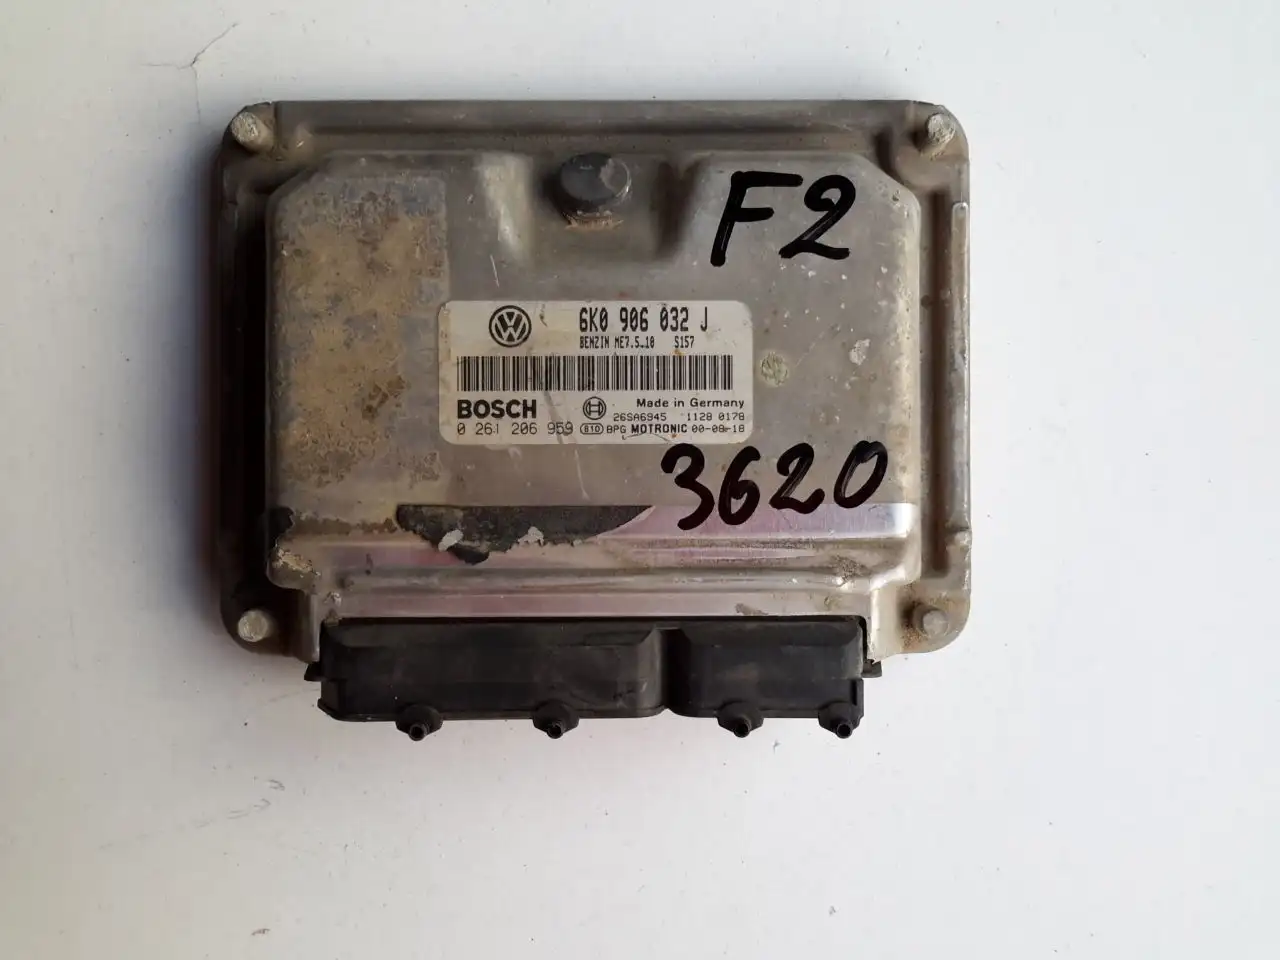 F2
6K0 906 032 J
BENZIN ME7.5.10 S157
BOSCH Made in Germany
26SA6945 1128 0178
0 261 206 959 810 BPG MOTRONIC 00-08-18
3620